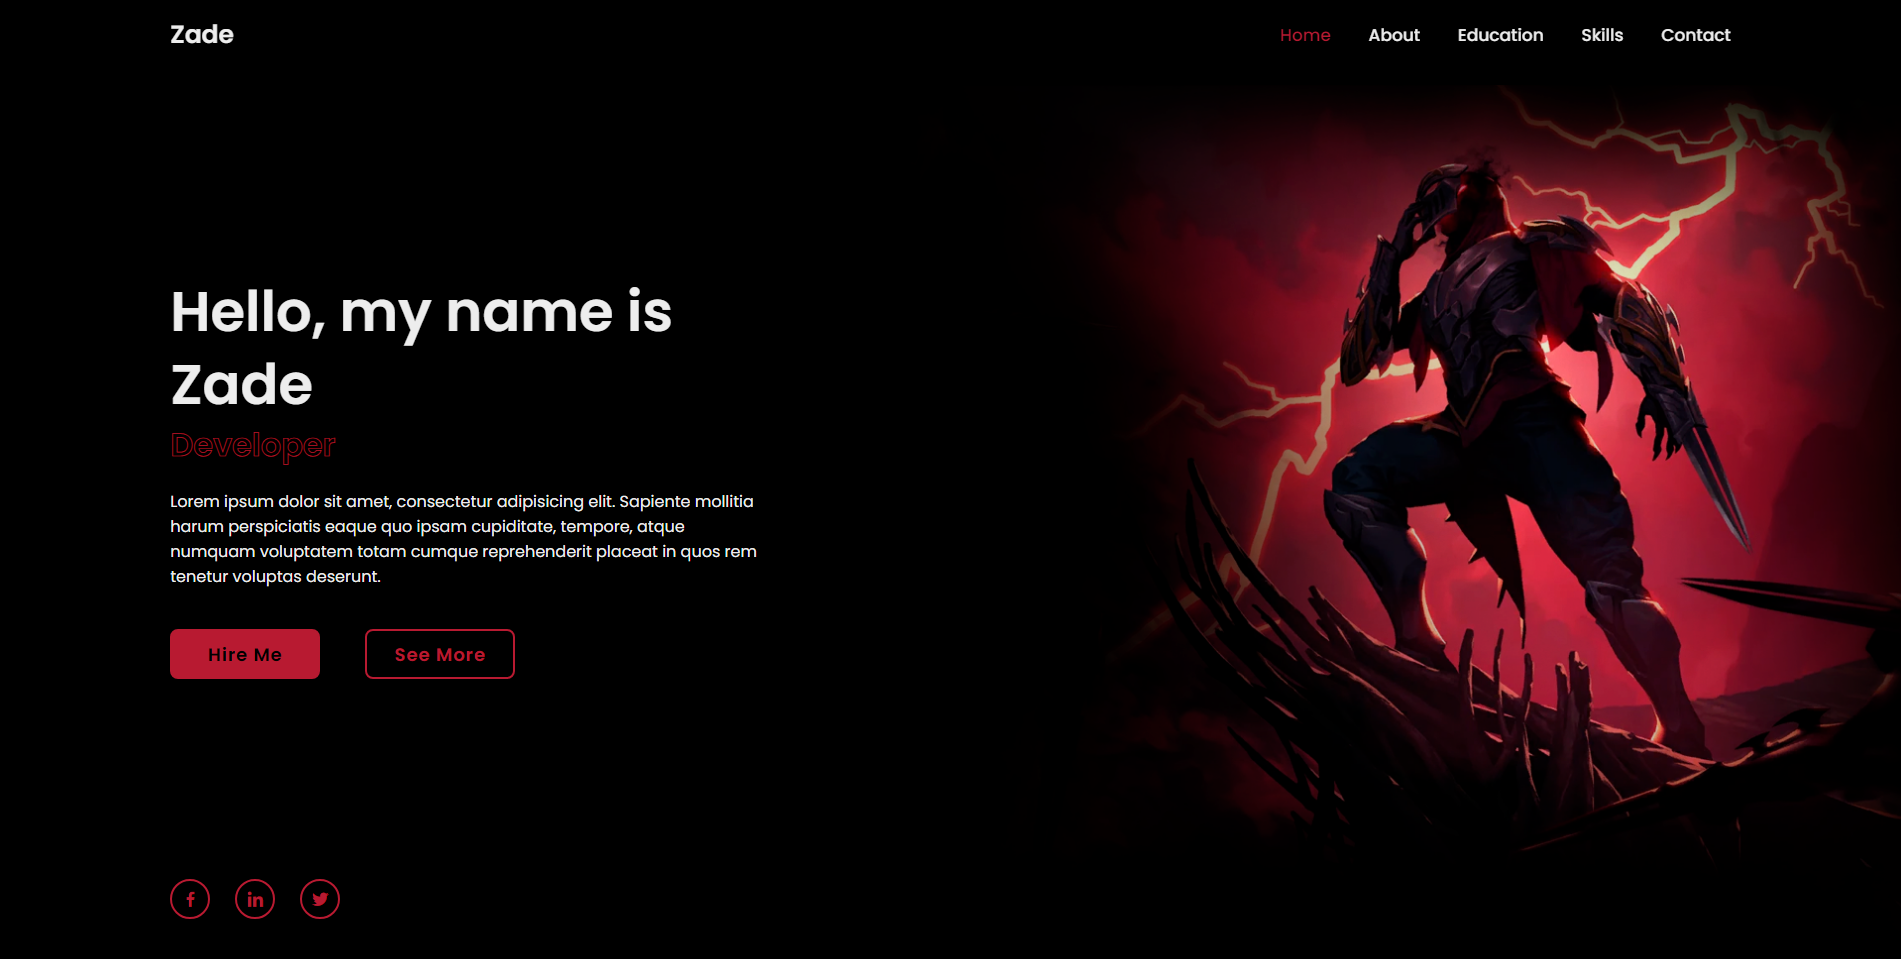 Zade
Home About Education Skills Contact
Hello, my name is
Zade
Developer
Lorem ipsum dolor sit amet, consectetur adipisicing elit. Sapiente mollitia
harum perspiciatis eaque quo ipsam cupiditate, tempore, atque
numquam voluptatem totam cumque reprehenderit placeat in quos rem
tenetur voluptas deserunt.
Hire Me
See More